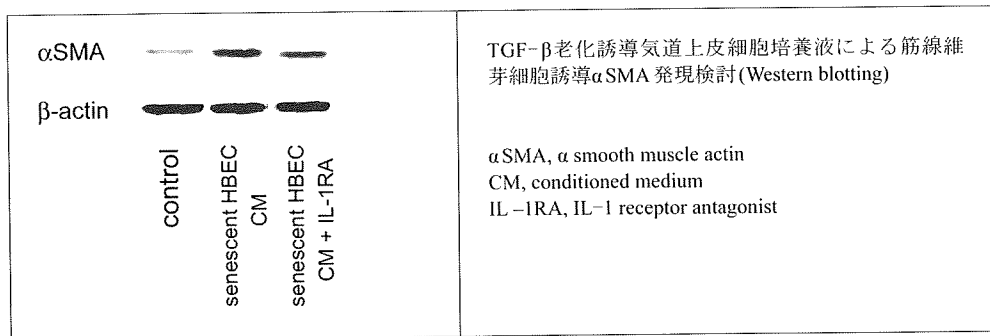 αSMA
β-actin
control
senescent HBEC
CM
senescent HBEC
CM + IL-1RA
TGF-β老化誘導気道上皮細胞培養液による筋線維
芽細胞誘導αSMA 発現検討(Western blotting)
αSMA, α smooth muscle actin
CM, conditioned medium
IL –1RA, IL−1 receptor antagonist